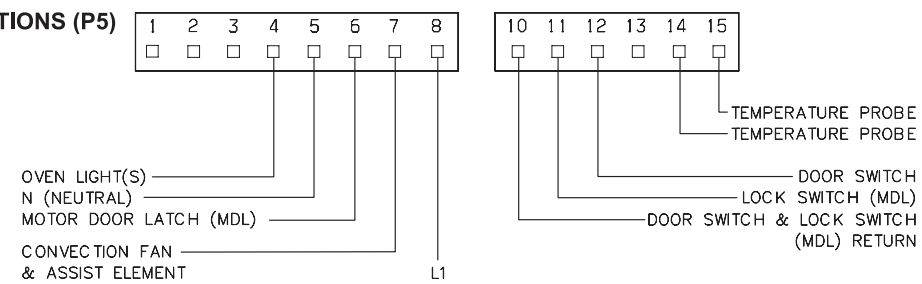 TIONS (P5)
1 2 3 4 5 6 7 8
10 11 12 13 14 15
TEMPERATURE PROBE
TEMPERATURE PROBE
OVEN LIGHT(S)
N (NEUTRAL)
MOTOR DOOR LATCH (MDL)
CONVECTION FAN
& ASSIST ELEMENT
L1
DOOR SWITCH
LOCK SWITCH (MDL)
DOOR SWITCH & LOCK SWITCH
(MDL) RETURN